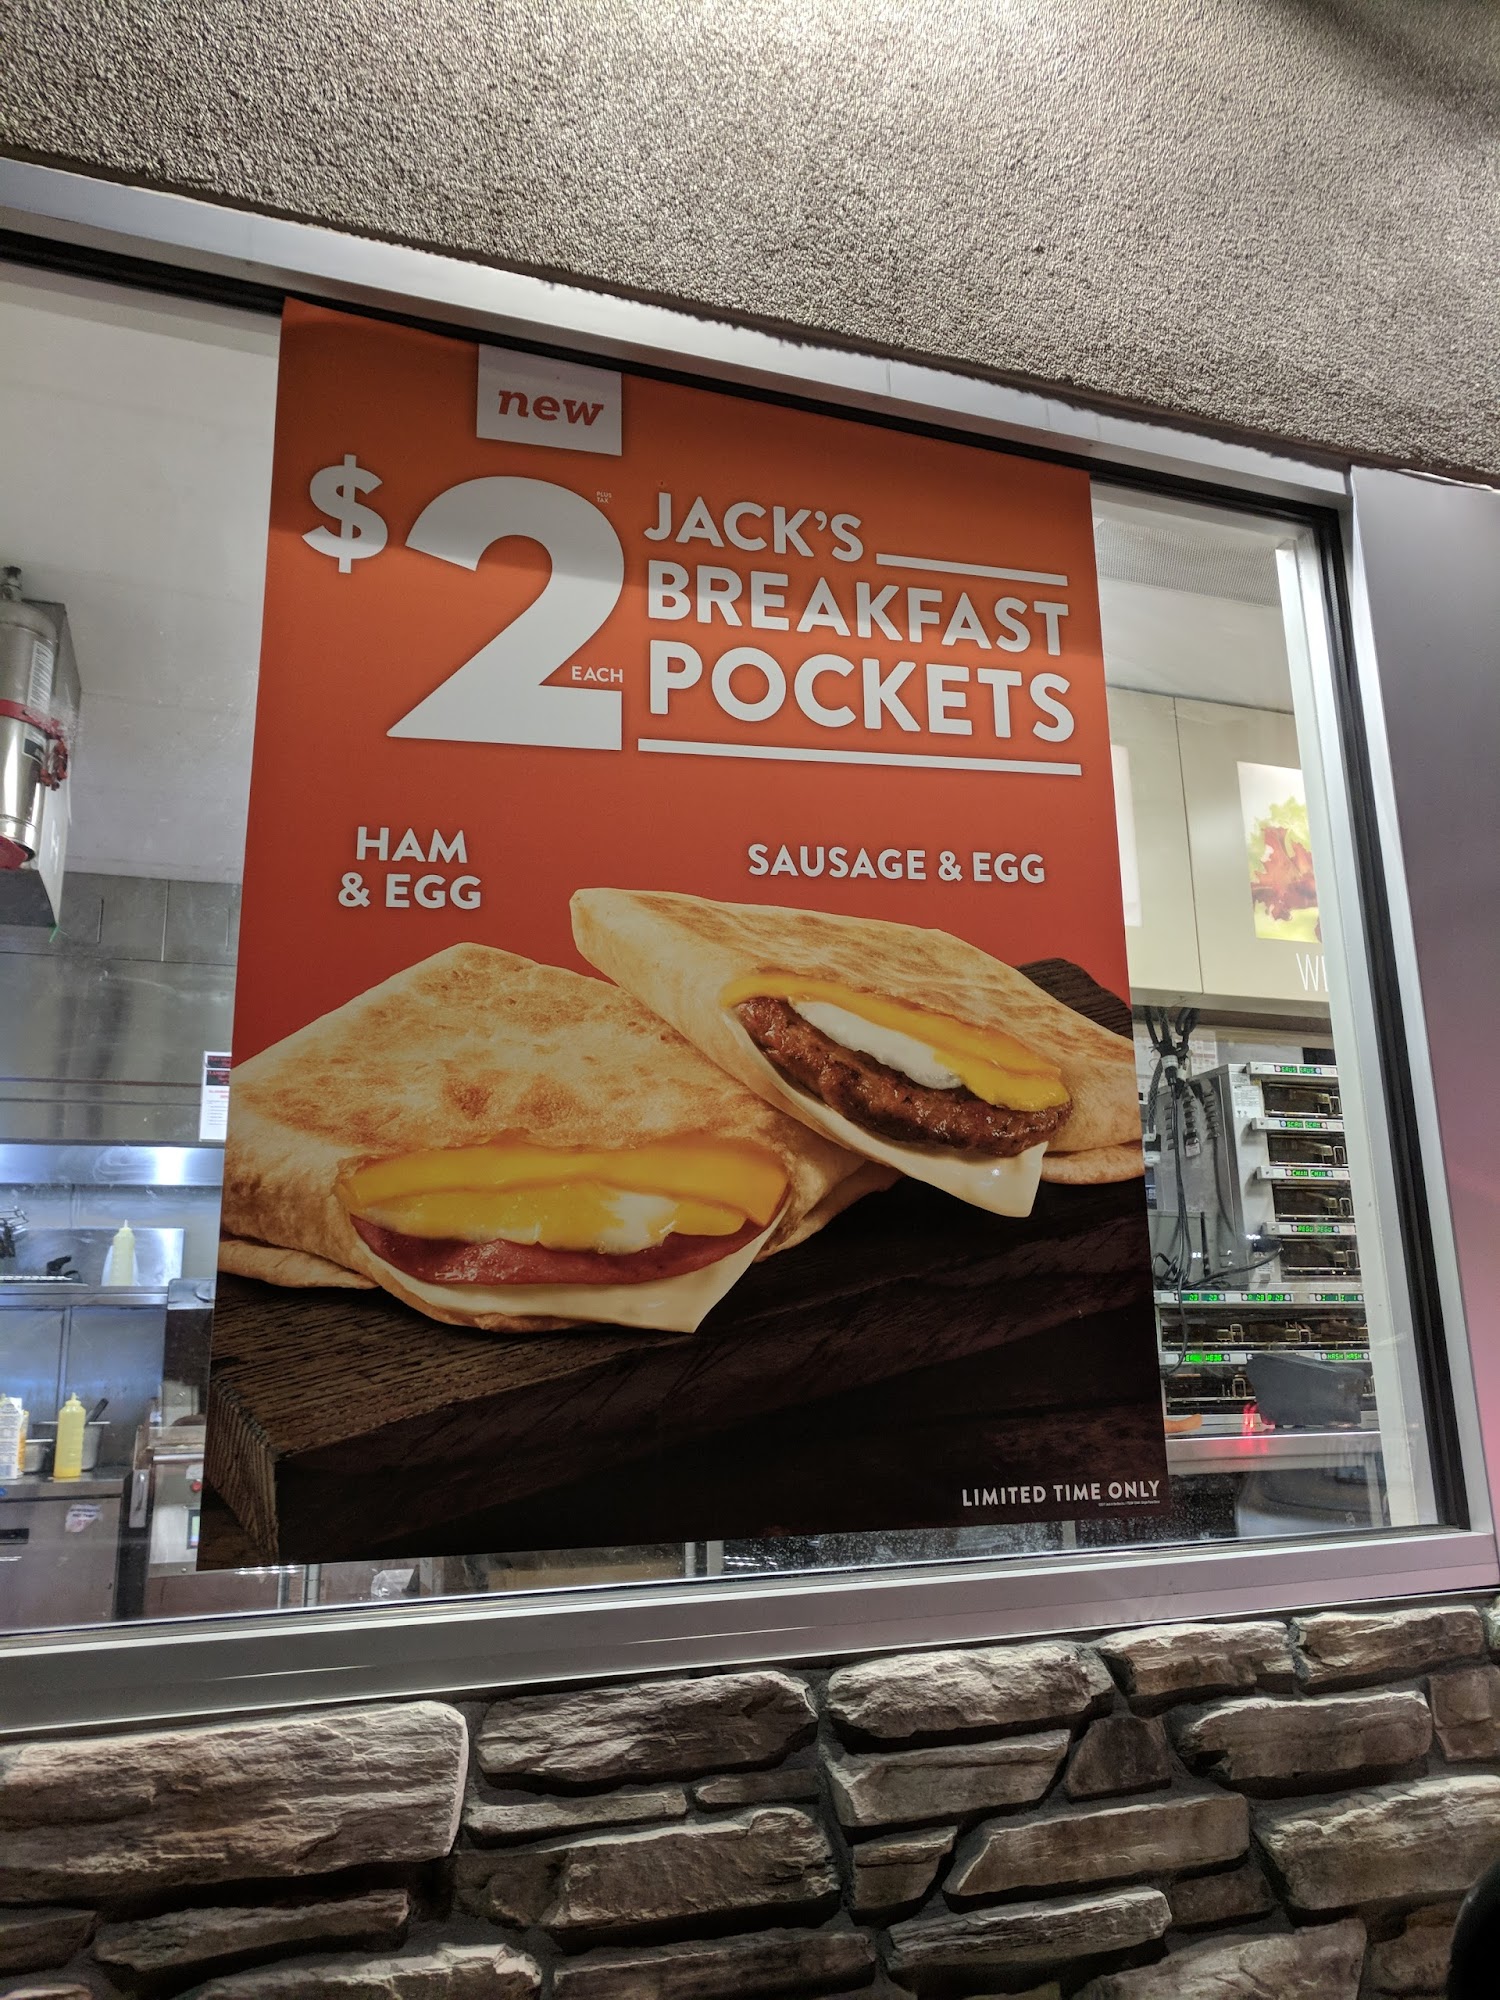 new
$2
PLUS
TAX
EACH
JACK'S
BREAKFAST
POCKETS
HAM
& EGG
SAUSAGE & EGG
LIMITED TIME ONLY